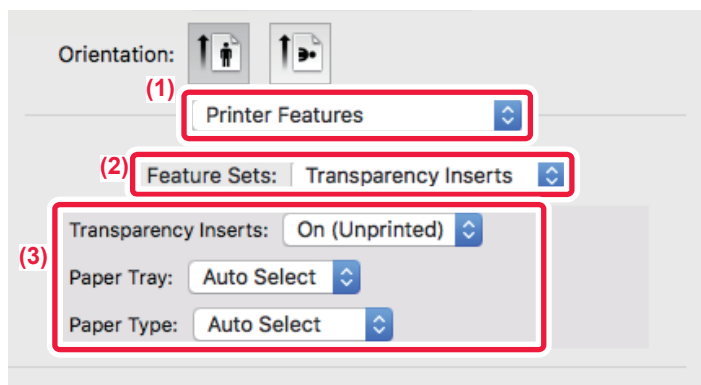 Orientation:
(1)
Printer Features
(2)
Feature Sets: Transparency Inserts
(3)
Transparency Inserts: On (Unprinted)
Paper Tray: Auto Select
Paper Type: Auto Select